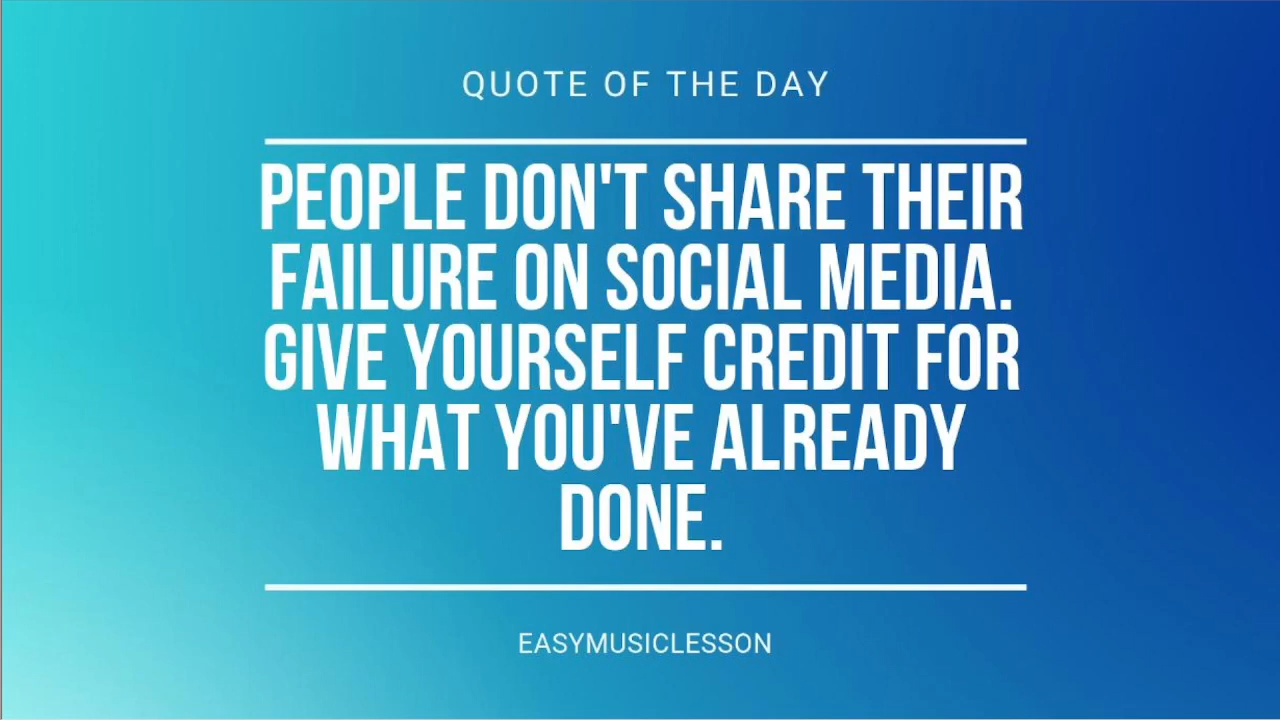 QUOTE OF THE DAY
PEOPLE DON'T SHARE THEIR
FAILURE ON SOCIAL MEDIA.
GIVE YOURSELF CREDIT FOR
WHAT YOU'VE ALREADY
DONE.
EASYMUSICLESSON